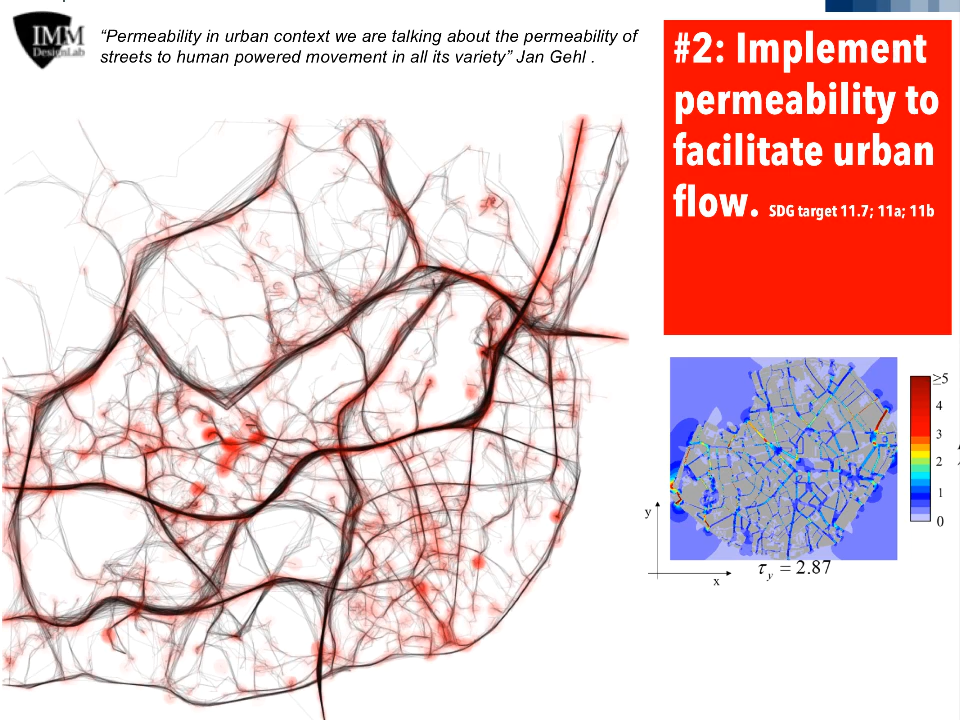 IMM
DesignLab
“Permeability in urban context we are talking about the permeability of
streets to human powered movement in all its variety” Jan Gehl .
#2: Implement
permeability to
facilitate urban
flow. SDG target 11.7; 11a; 11b
≥5
4
3
2
1
0
y
x
τy = 2.87